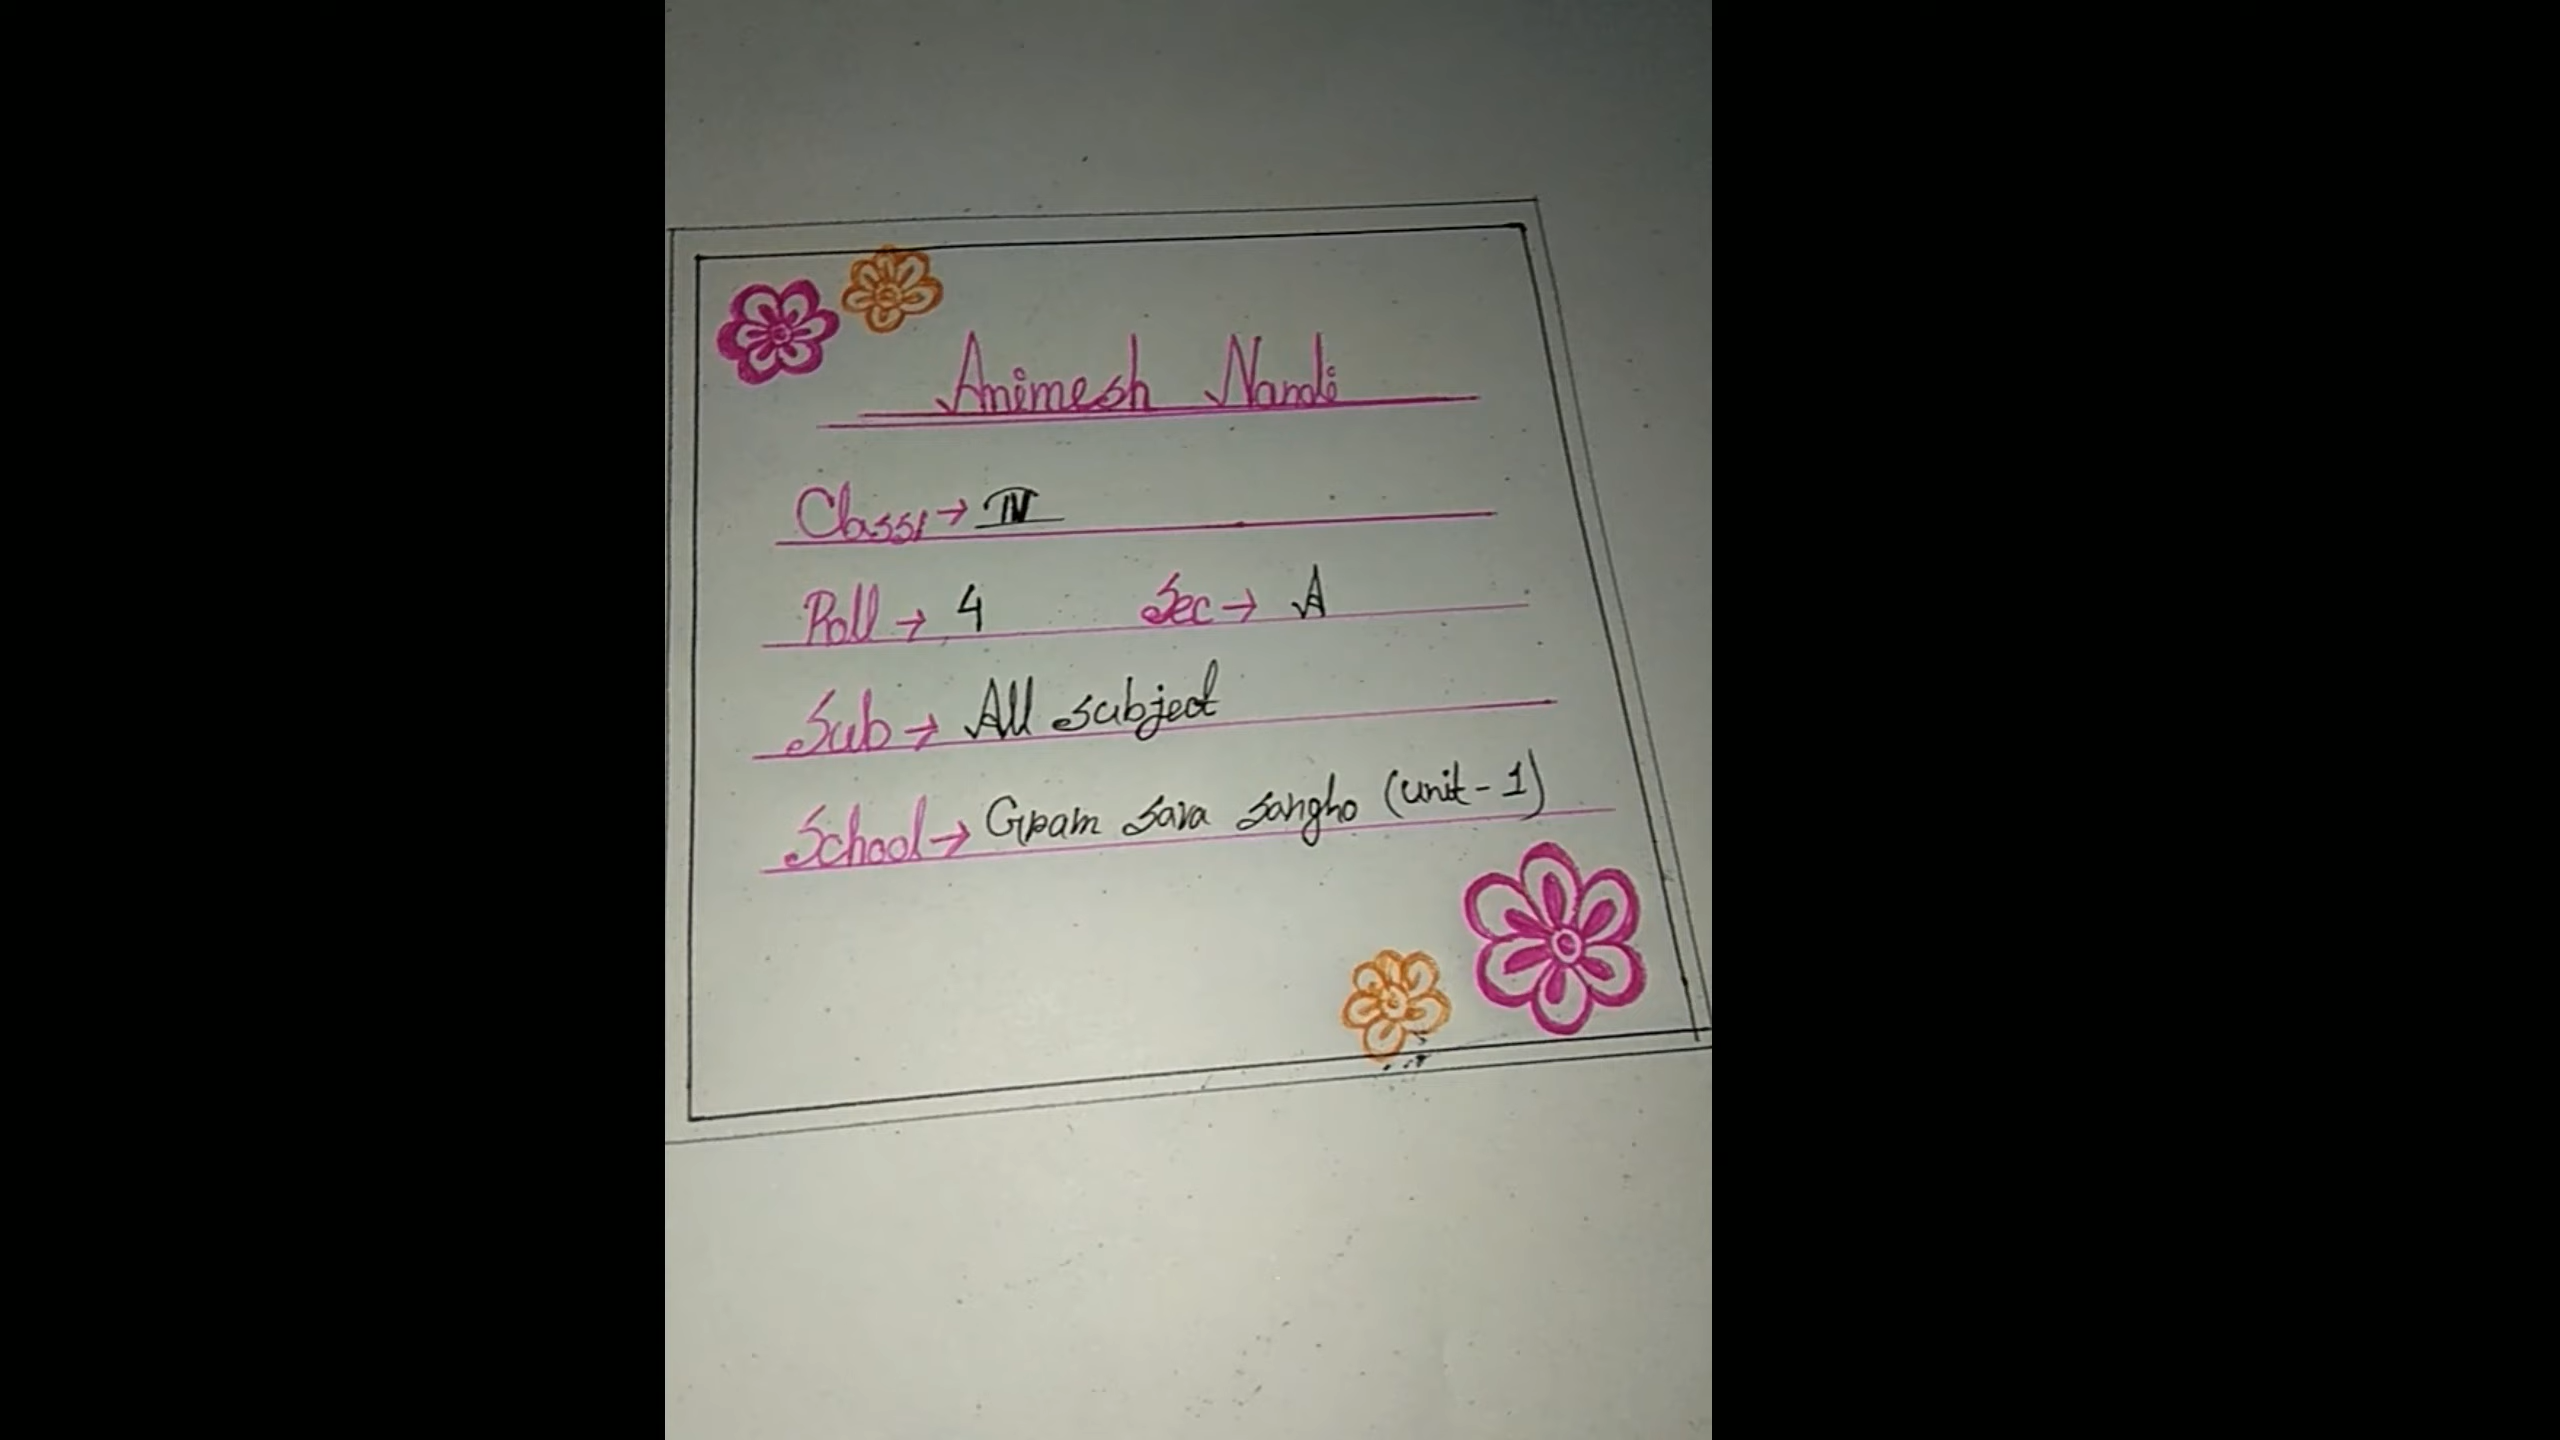 Animesh Nandi
Class → IV
Roll → 4 Sec → A
Sub → All subject
School → Gram sava sangho (unit - 1)